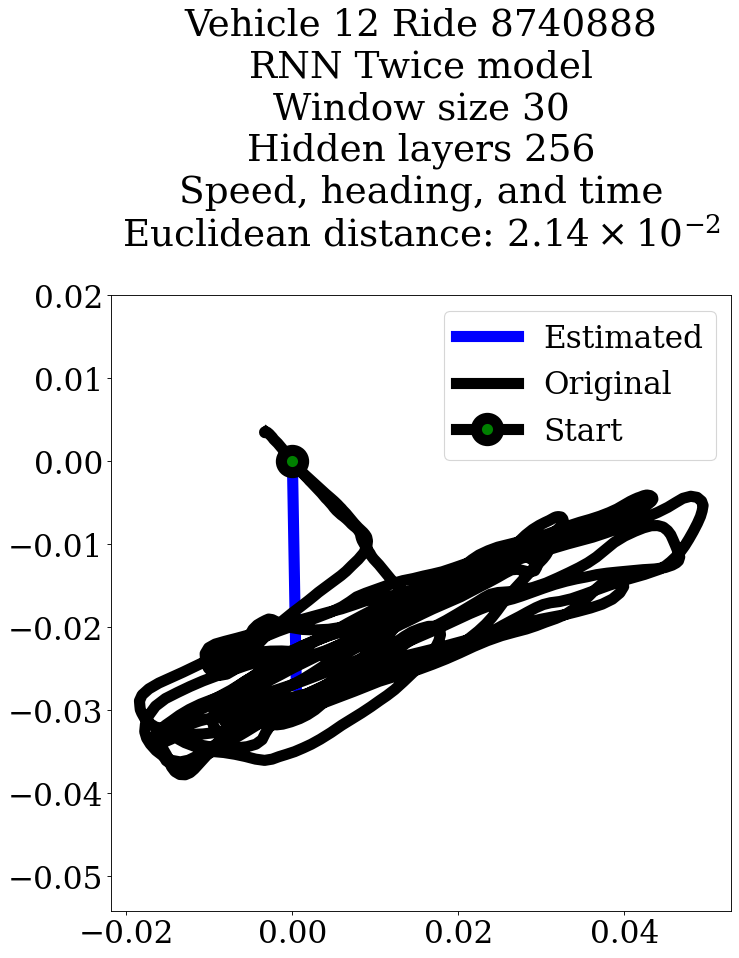 Vehicle 12 Ride 8740888
RNN Twice model
Window size 30
Hidden layers 256
Speed, heading, and time
Euclidean distance: 2.14 × 10⁻²
0.02
0.01
0.00
−0.01
−0.02
−0.03
−0.04
−0.05
Estimated
Original
Start
−0.02 0.00 0.02 0.04